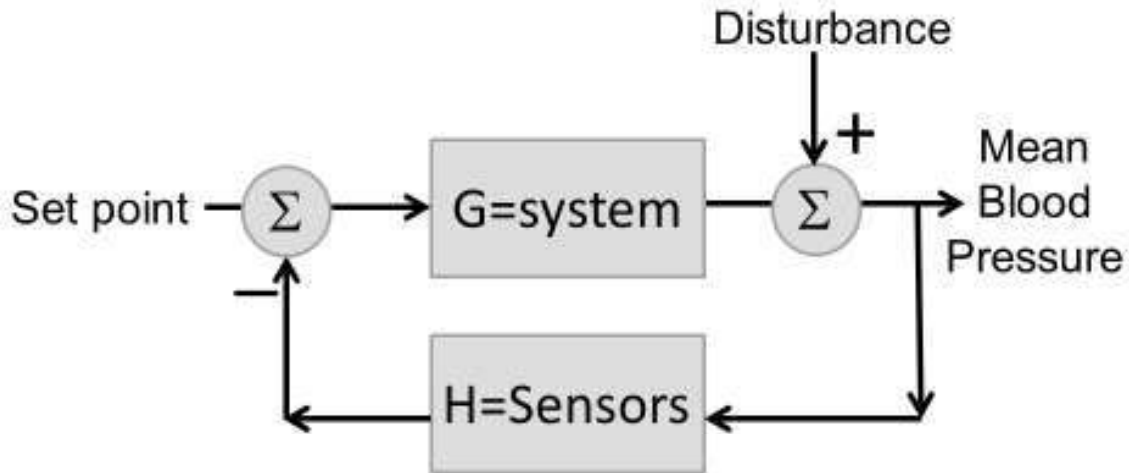 Disturbance
+
Mean
Blood
Pressure
Set point
Σ
G=system
Σ
−
H=Sensors